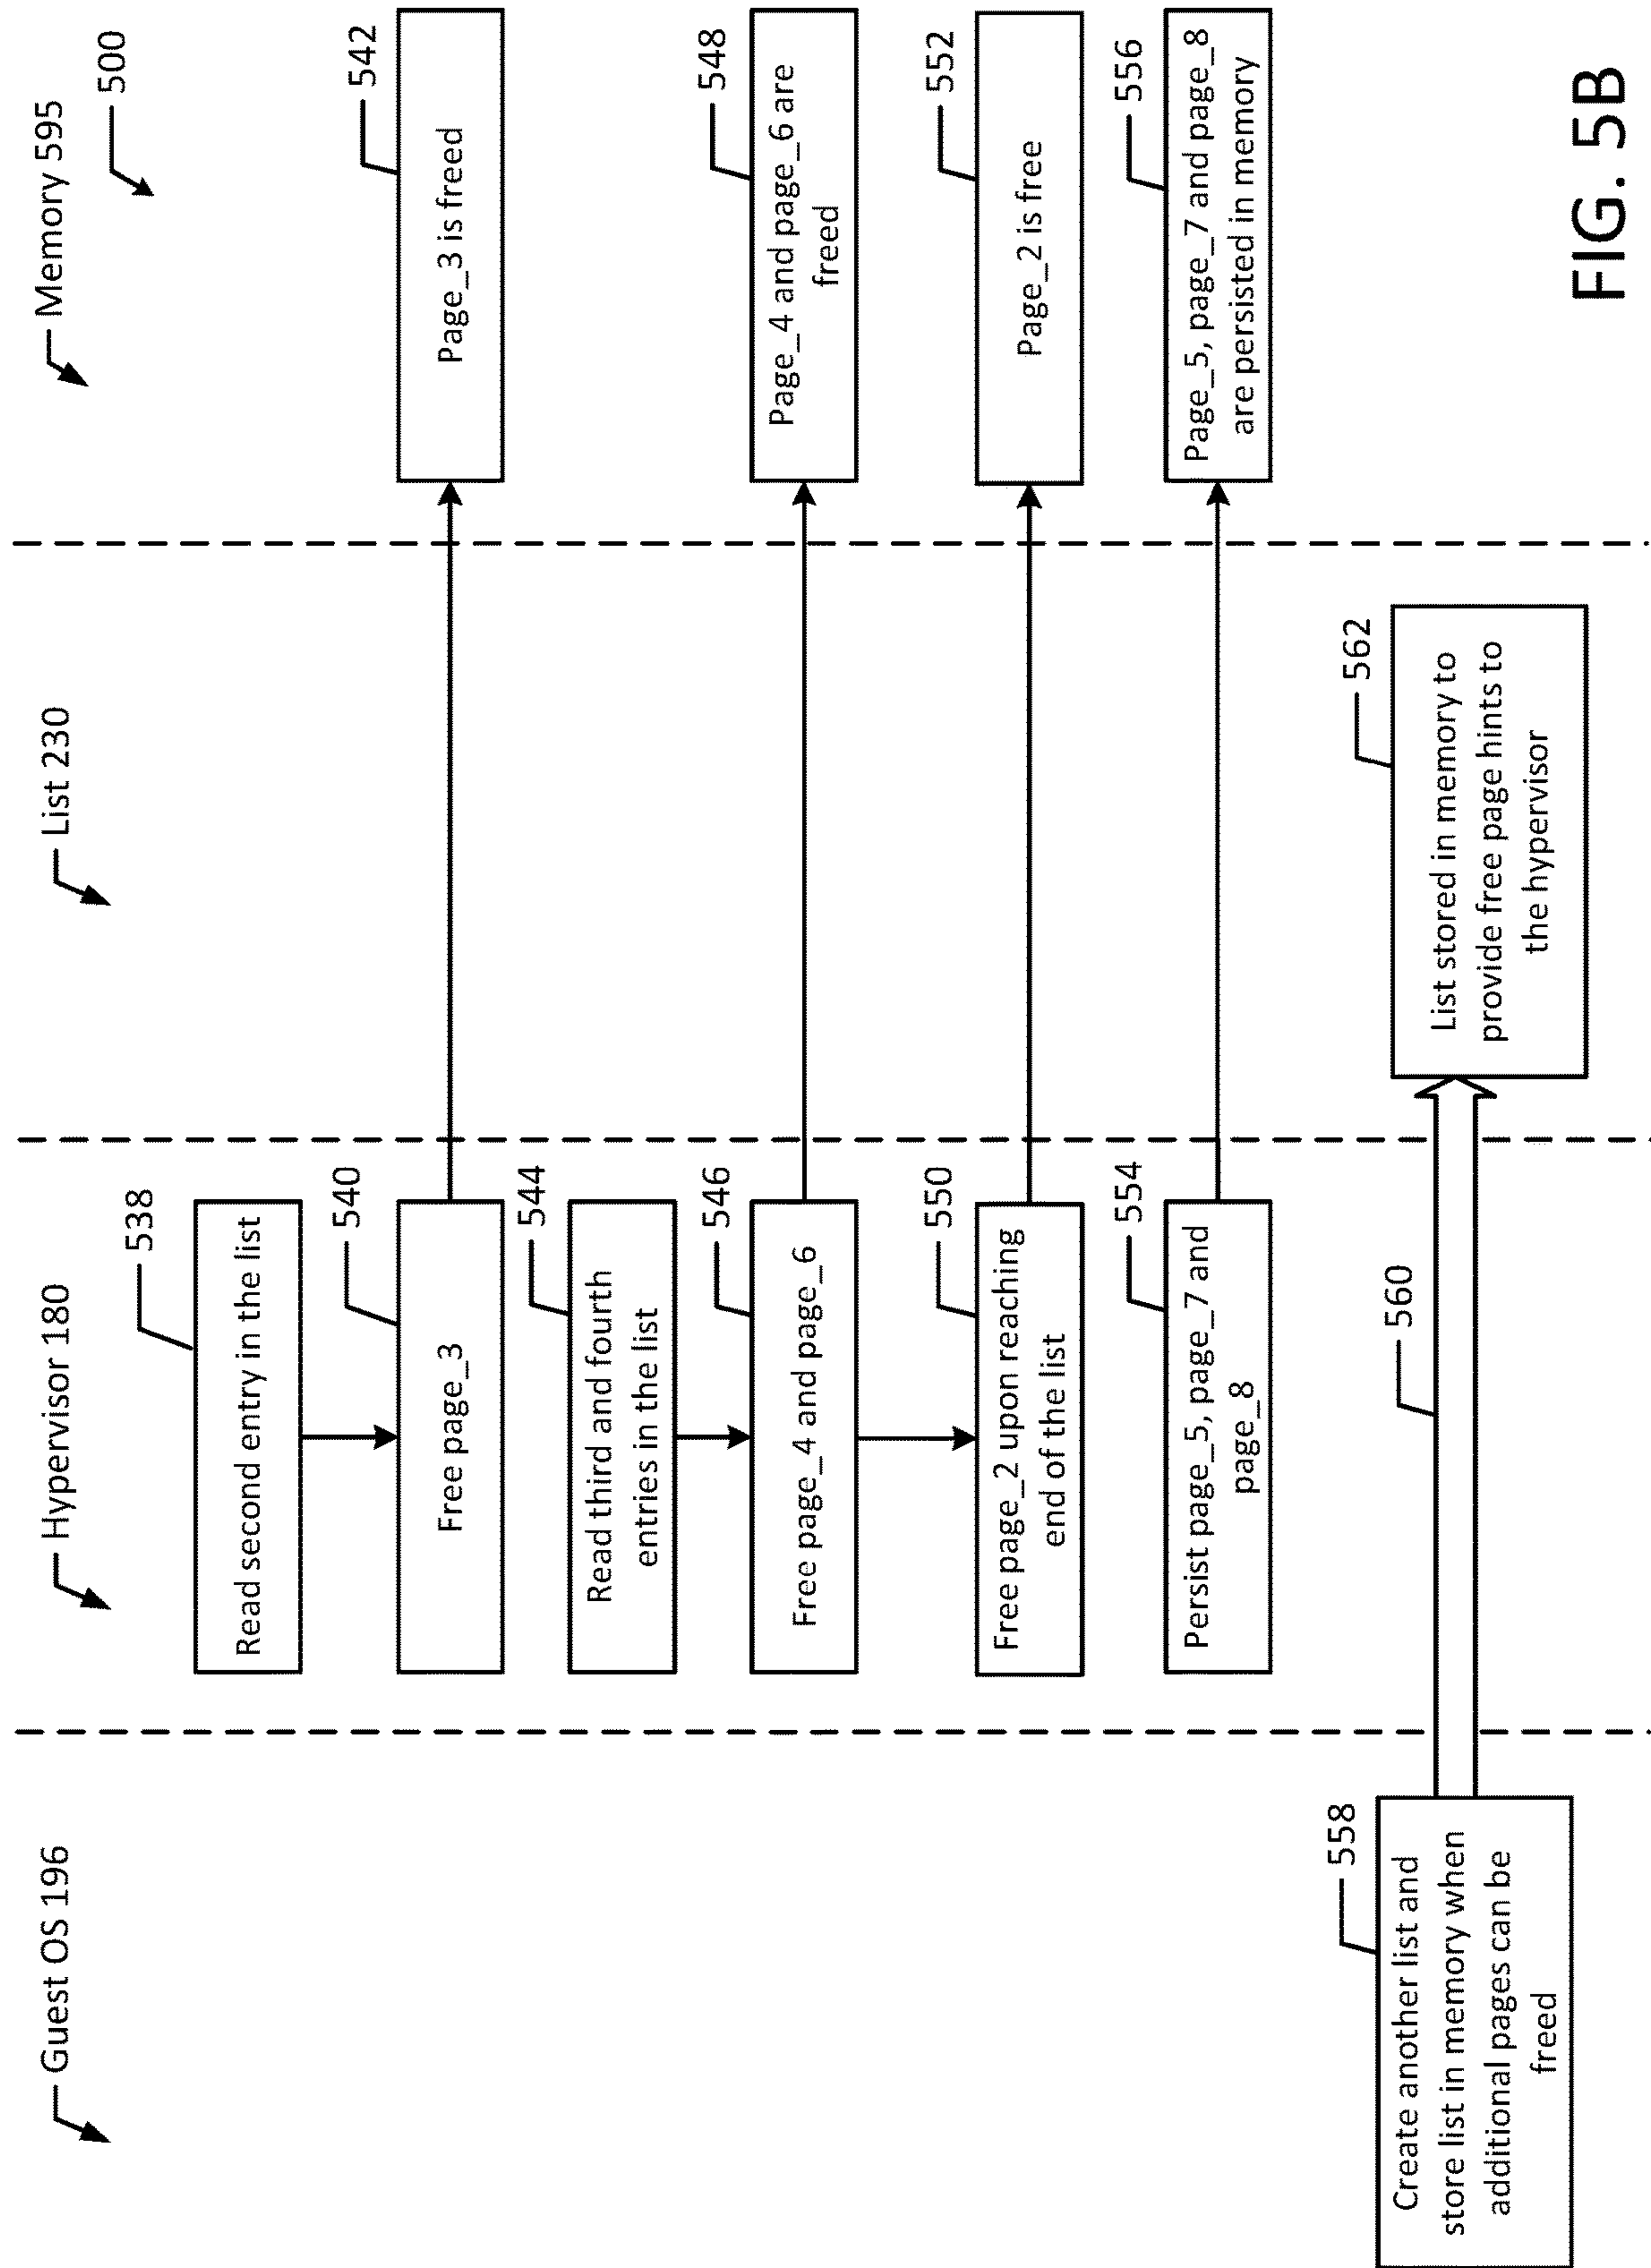 Guest OS 196
Hypervisor 180
List 230
Memory 595
500
538
Read second entry in the list
540
Free page_3
542
Page_3 is freed
544
Read third and fourth
entries in the list
546
Free page_4 and page_6
548
Page_4 and page_6 are
freed
550
Free page_2 upon reaching
end of the list
552
Page_2 is free
554
Persist page_5, page_7 and
page_8
556
Page_5, page_7 and page_8
are persisted in memory
558
Create another list and
store list in memory when
additional pages can be
freed
560
562
List stored in memory to
provide free page hints to
the hypervisor
FIG. 5B